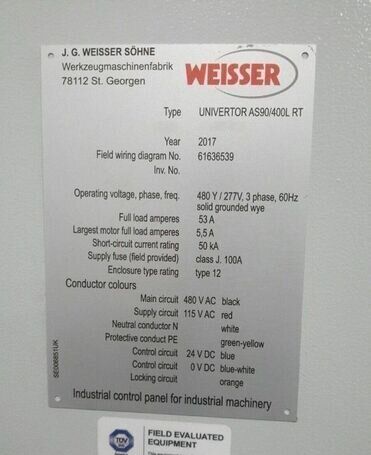 J. G. WEISSER SÖHNE
Werkzeugmaschinenfabrik
78112 St. Georgen
WEISSER
Type UNIVERTOR AS90/400L RT
Year 2017
Field wiring diagram No. 61636539
Inv. No.
Operating voltage, phase, freq. 480 Y / 277V, 3 phase, 60Hz
solid grounded wye
Full load amperes 53 A
Largest motor full load amperes 5,5 A
Short-circuit current rating 50 kA
Supply fuse (field provided) class J. 100A
Enclosure type rating type 12
Conductor colours
Main circuit 480 V AC black
Supply circuit 115 V AC red
Neutral conductor N white
Protective conduct PE green-yellow
Control circuit 24 V DC blue
Control circuit 0 V DC blue-white
Locking circuit orange
SE006851UK
Industrial control panel for industrial machinery
TÜV
FIELD EVALUATED
EQUIPMENT